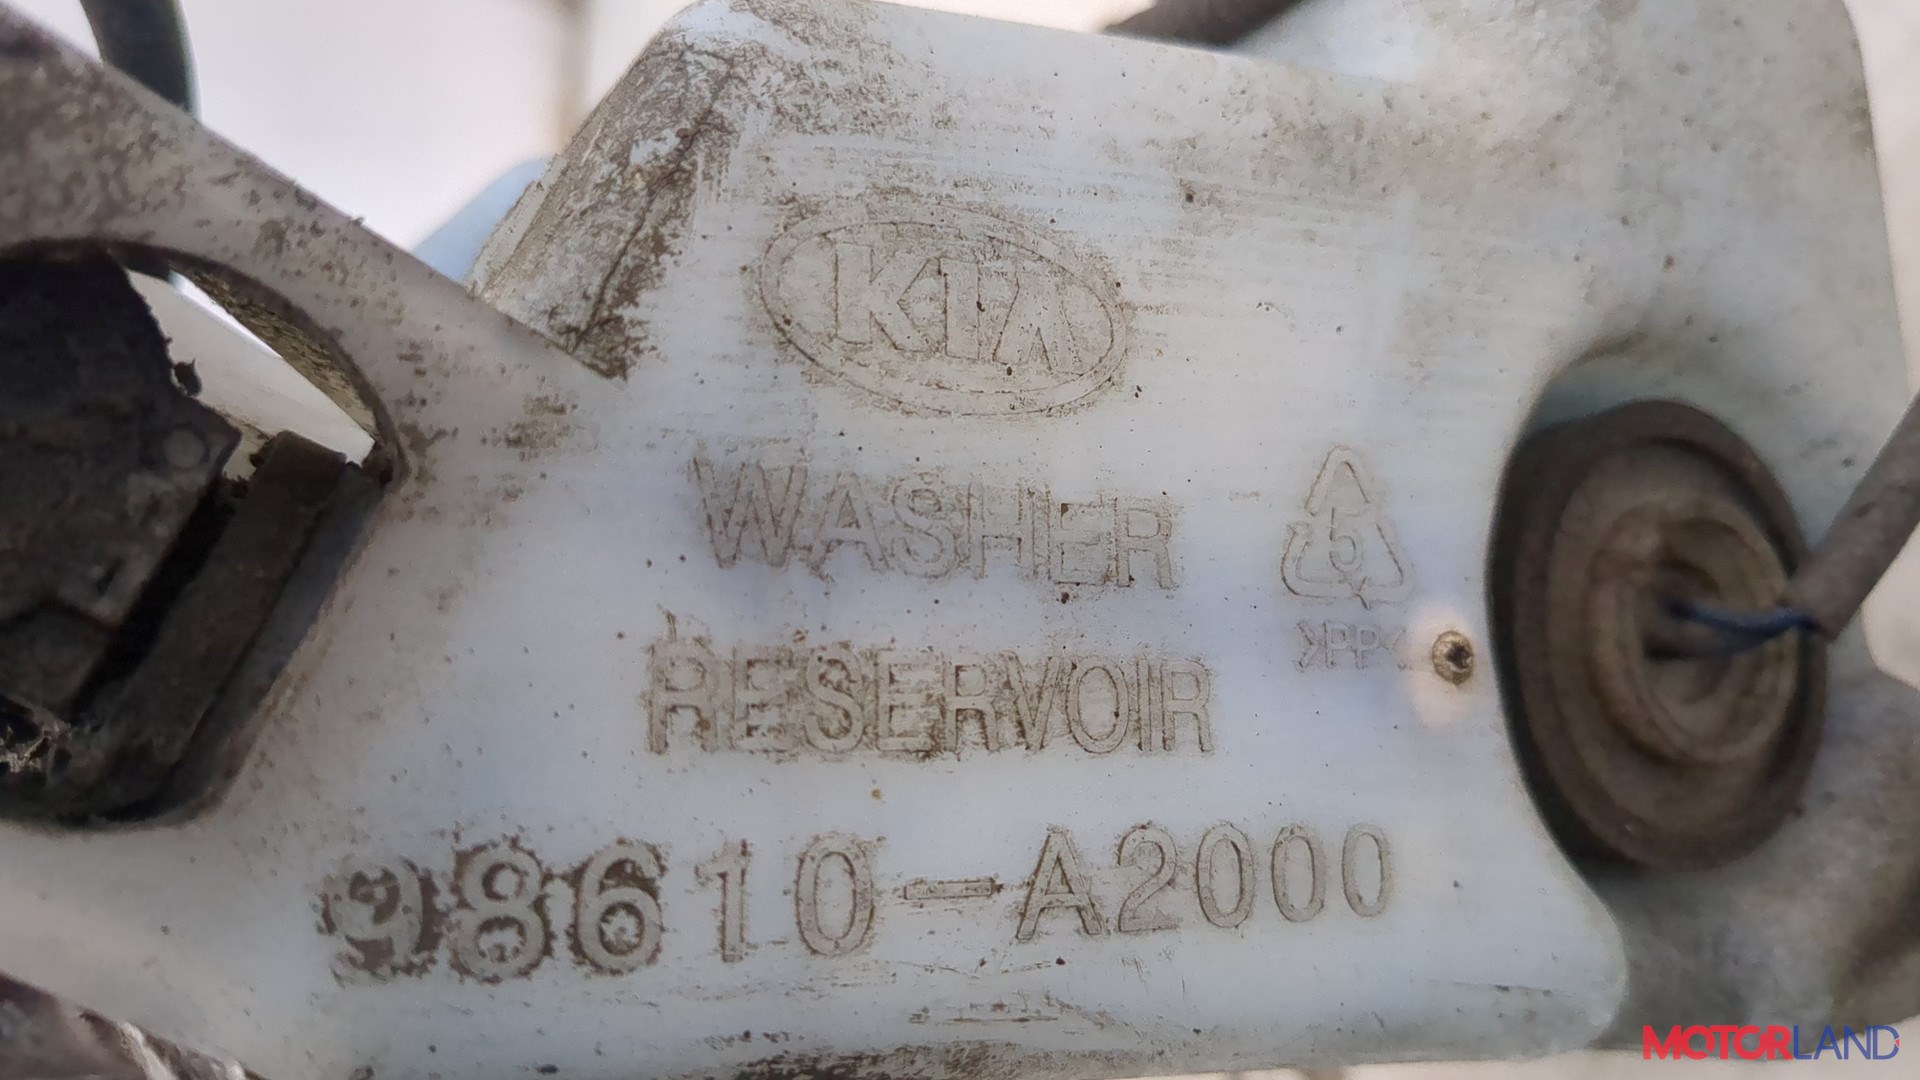 KIA
WASHER
5
RESERVOIR
>PP<
98610-A2000
MOTORLAND